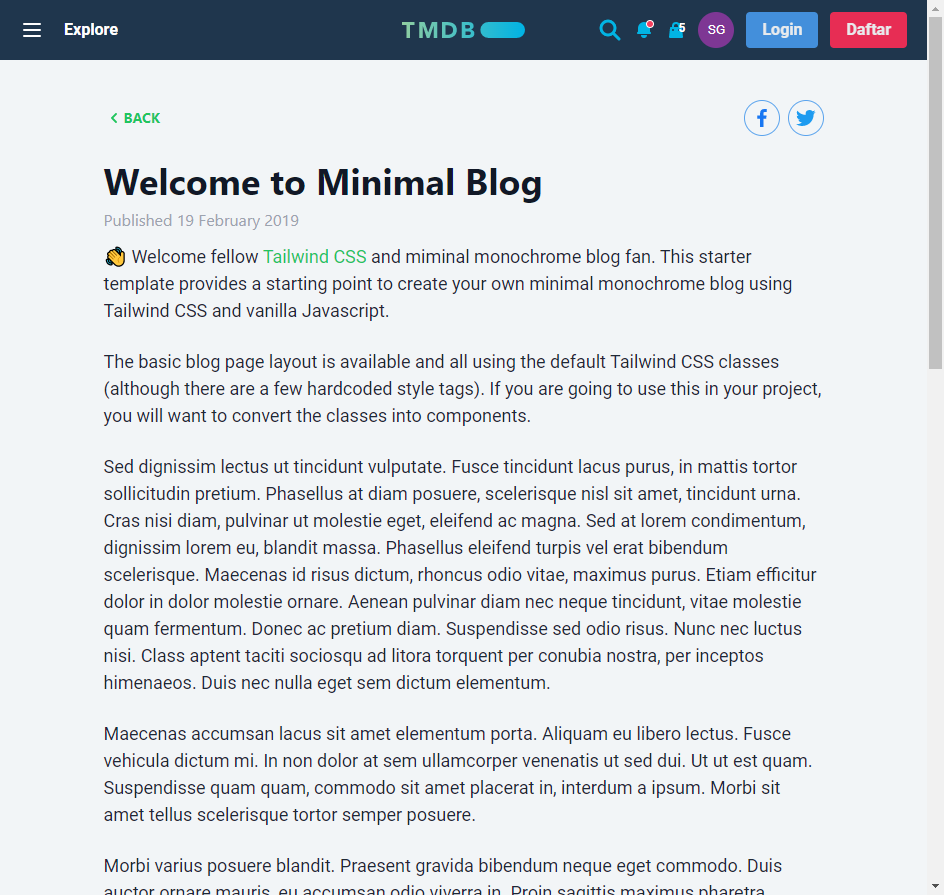 Explore
TMDB
5
SG
Login
Daftar
BACK
Welcome to Minimal Blog
Published 19 February 2019
👏 Welcome fellow Tailwind CSS and miminal monochrome blog fan. This starter
template provides a starting point to create your own minimal monochrome blog using
Tailwind CSS and vanilla Javascript.
The basic blog page layout is available and all using the default Tailwind CSS classes
(although there are a few hardcoded style tags). If you are going to use this in your project,
you will want to convert the classes into components.
Sed dignissim lectus ut tincidunt vulputate. Fusce tincidunt lacus purus, in mattis tortor
sollicitudin pretium. Phasellus at diam posuere, scelerisque nisl sit amet, tincidunt urna.
Cras nisi diam, pulvinar ut molestie eget, eleifend ac magna. Sed at lorem condimentum,
dignissim lorem eu, blandit massa. Phasellus eleifend turpis vel erat bibendum
scelerisque. Maecenas id risus dictum, rhoncus odio vitae, maximus purus. Etiam efficitur
dolor in dolor molestie ornare. Aenean pulvinar diam nec neque tincidunt, vitae molestie
quam fermentum. Donec ac pretium diam. Suspendisse sed odio risus. Nunc nec luctus
nisi. Class aptent taciti sociosqu ad litora torquent per conubia nostra, per inceptos
himenaeos. Duis nec nulla eget sem dictum elementum.
Maecenas accumsan lacus sit amet elementum porta. Aliquam eu libero lectus. Fusce
vehicula dictum mi. In non dolor at sem ullamcorper venenatis ut sed dui. Ut ut est quam.
Suspendisse quam quam, commodo sit amet placerat in, interdum a ipsum. Morbi sit
amet tellus scelerisque tortor semper posuere.
Morbi varius posuere blandit. Praesent gravida bibendum neque eget commodo. Duis
auctor ornare mauris, eu accumsan odio viverra in. Proin sagittis maximus pharetra.